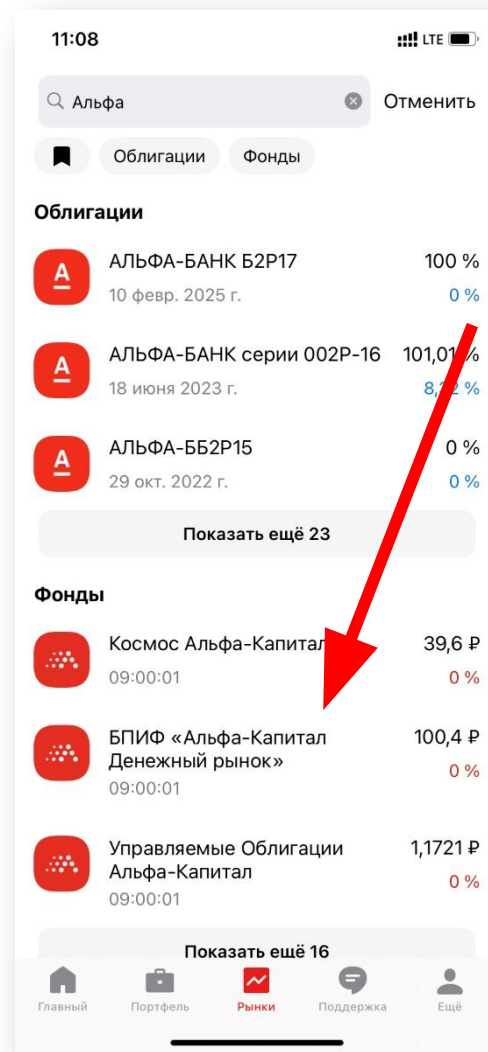 11:08
LTE
Альфа
Отменить
Облигации Фонды
Облигации
АЛЬФА-БАНК Б2Р17 100 %
10 февр. 2025 г. 0 %
АЛЬФА-БАНК серии 002Р-16
18 июня 2023 г.
АЛЬФА-ББ2Р15 0 %
29 окт. 2022 г. 0 %
Показать ещё 23
Фонды
Космос Альфа-Капитал 39,6 ₽
09:00:01 0 %
БПИФ «Альфа-Капитал 100,4 ₽
Денежный рынок»
0 %
09:00:01
Управляемые Облигации 1,1721 ₽
Альфа-Капитал
0 %
09:00:01
Показать ещё 16
Главный Портфель Рынки Поддержка Ещё